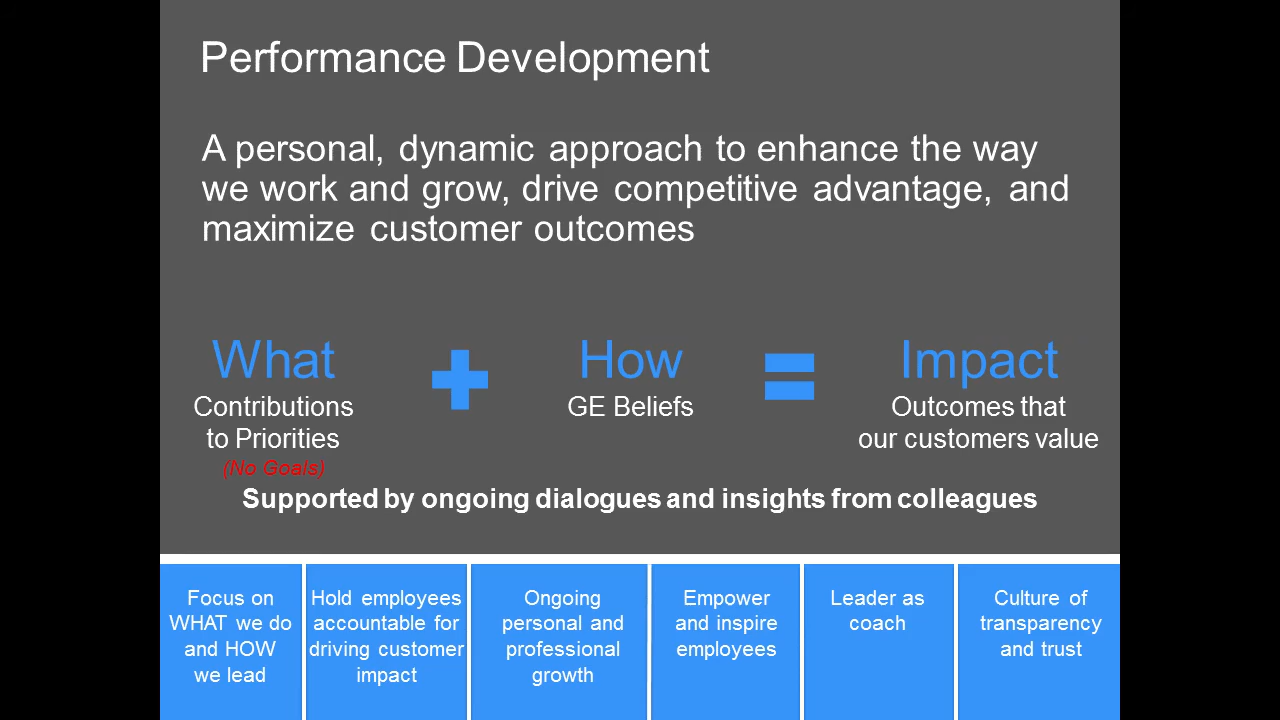 Performance Development
A personal, dynamic approach to enhance the way
we work and grow, drive competitive advantage, and
maximize customer outcomes
What
Contributions
to Priorities
(No Goals)
How
GE Beliefs
Impact
Outcomes that
our customers value
Supported by ongoing dialogues and insights from colleagues
Focus on
WHAT we do
and HOW
we lead
Hold employees
accountable for
driving customer
impact
Ongoing
personal and
professional
growth
Empower
and inspire
employees
Leader as
coach
Culture of
transparency
and trust